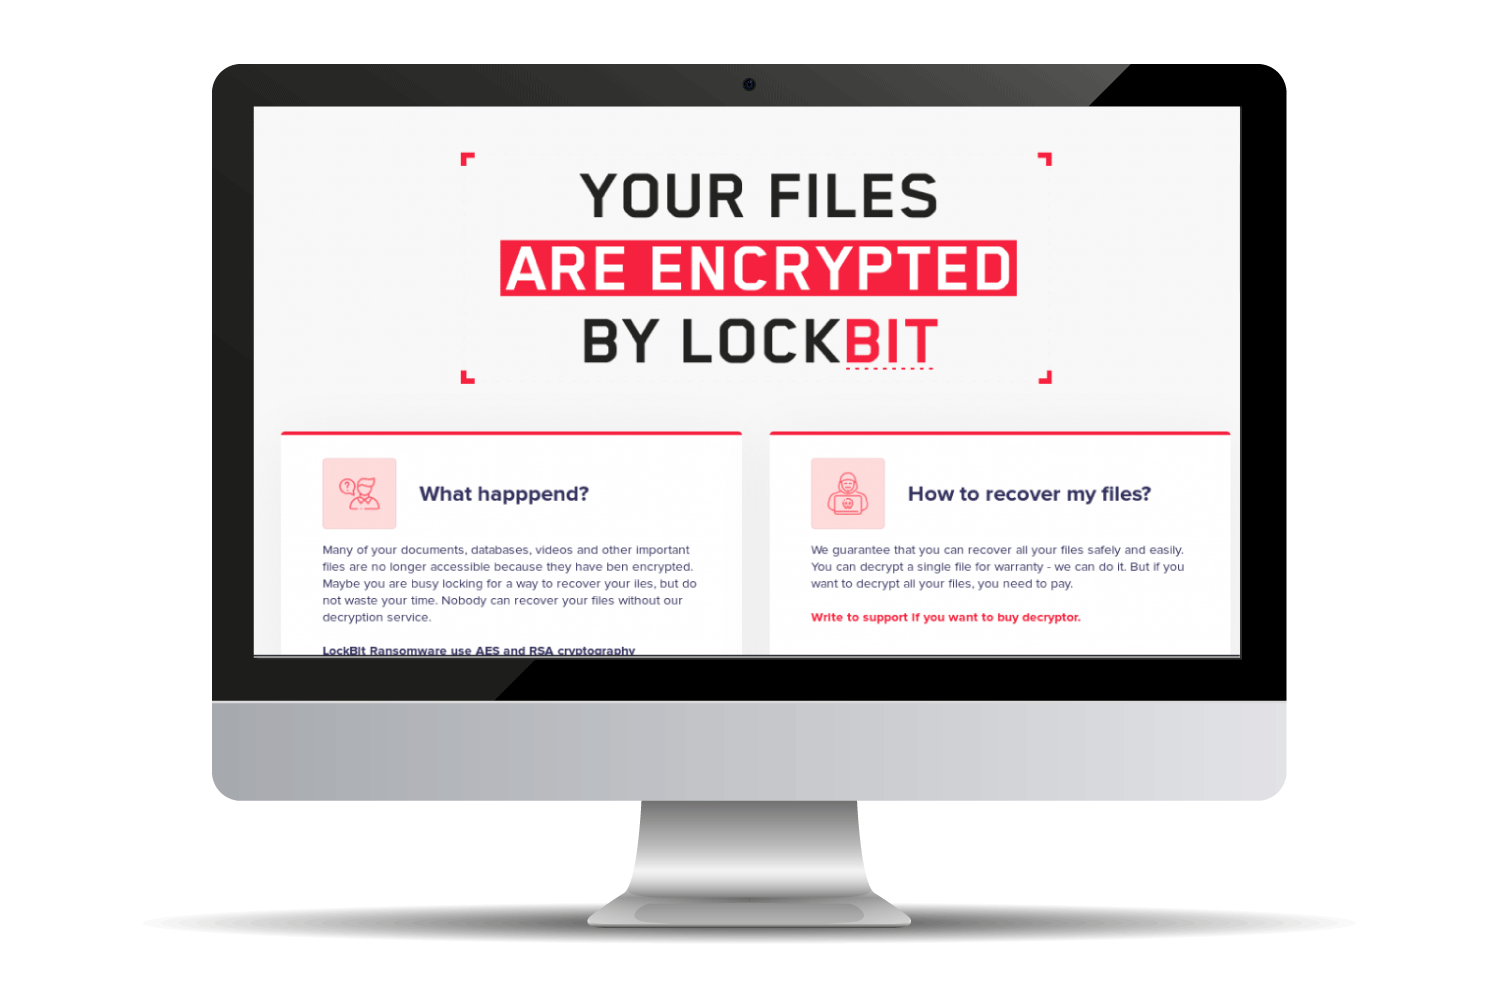 YOUR FILES
ARE ENCRYPTED
BY LOCKBIT
What happpend?
Many of your documents, databases, videos and other important
files are no longer accessible because they have ben encrypted.
Maybe you are busy locking for a way to recover your iles, but do
not waste your time. Nobody can recover your files without our
decryption service.
LockBit Ransomware use AES and RSA cryptography
How to recover my files?
We guarantee that you can recover all your files safely and easily.
You can decrypt a single file for warranty - we can do it. But if you
want to decrypt all your files, you need to pay.
Write to support if you want to buy decryptor.